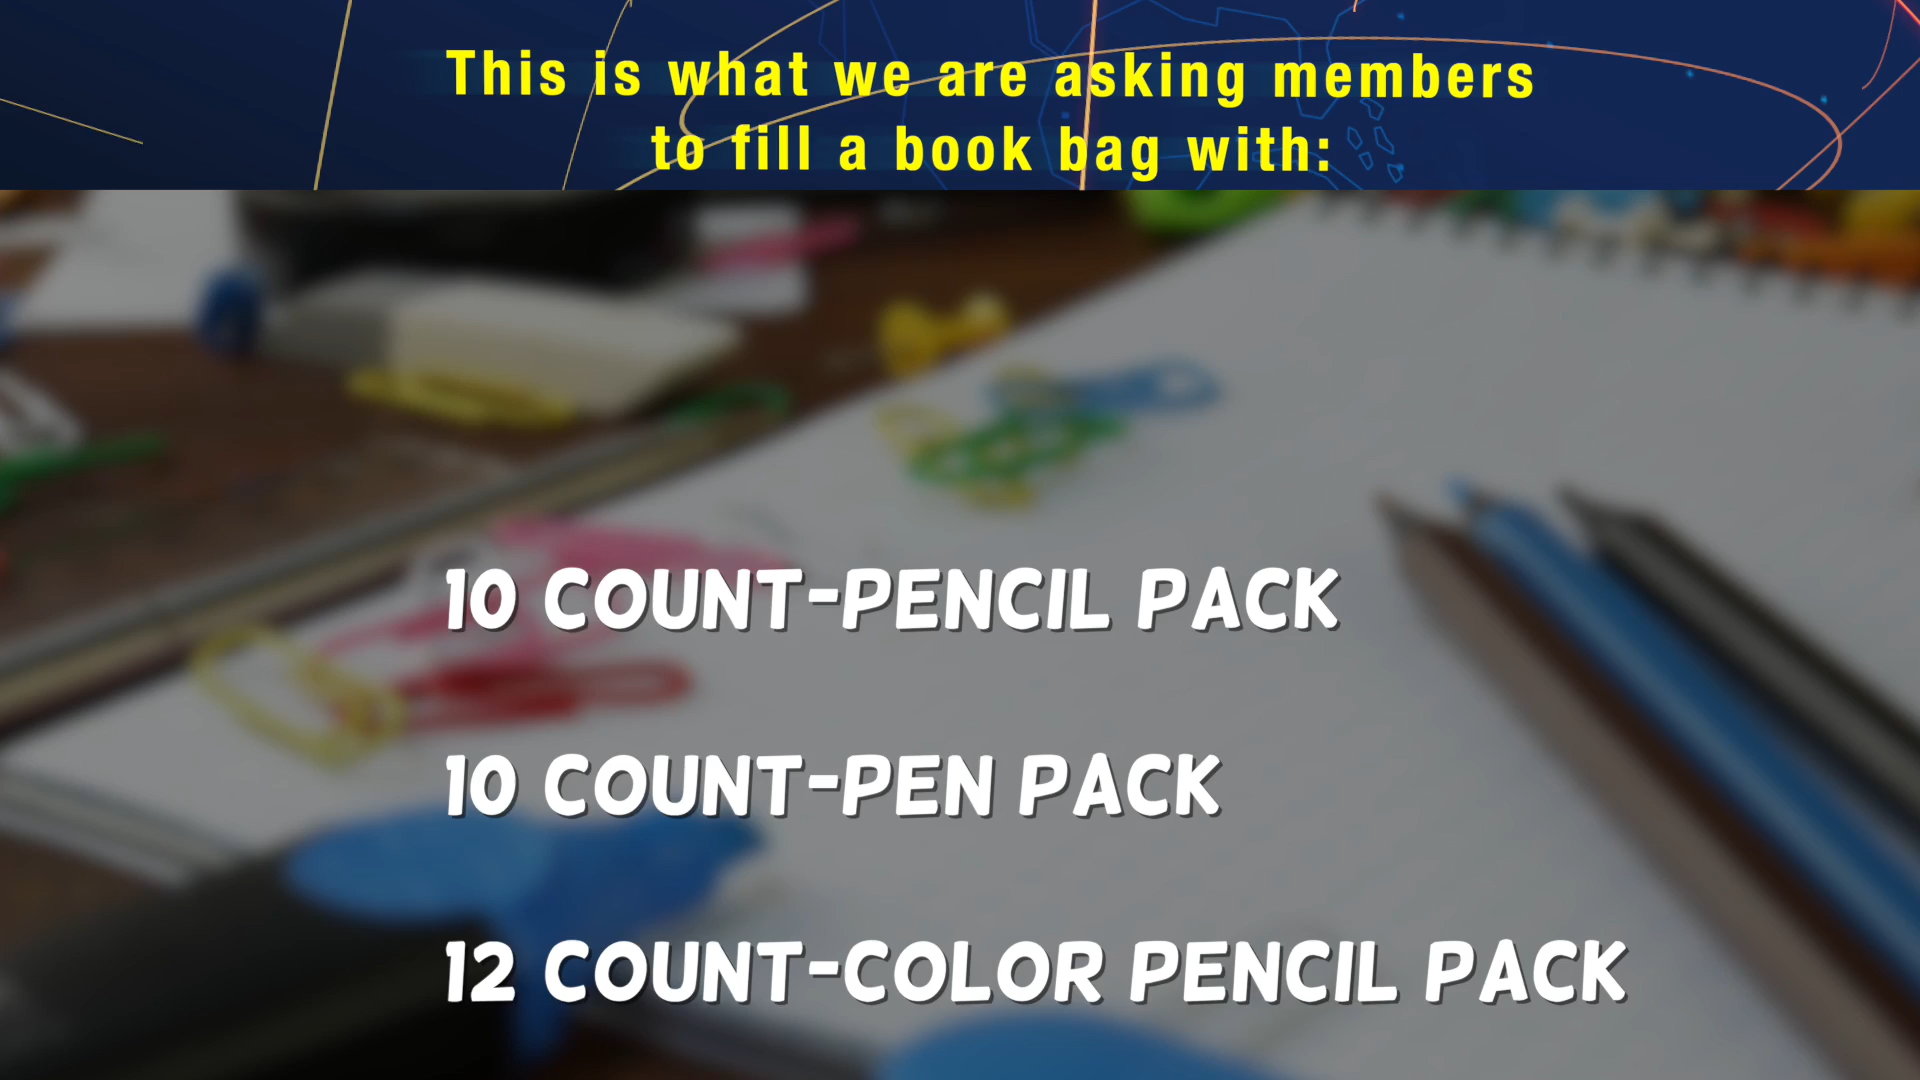 This is what we are asking members
to fill a book bag with:
10 COUNT-PENCIL PACK
10 COUNT-PEN PACK
12 COUNT-COLOR PENCIL PACK